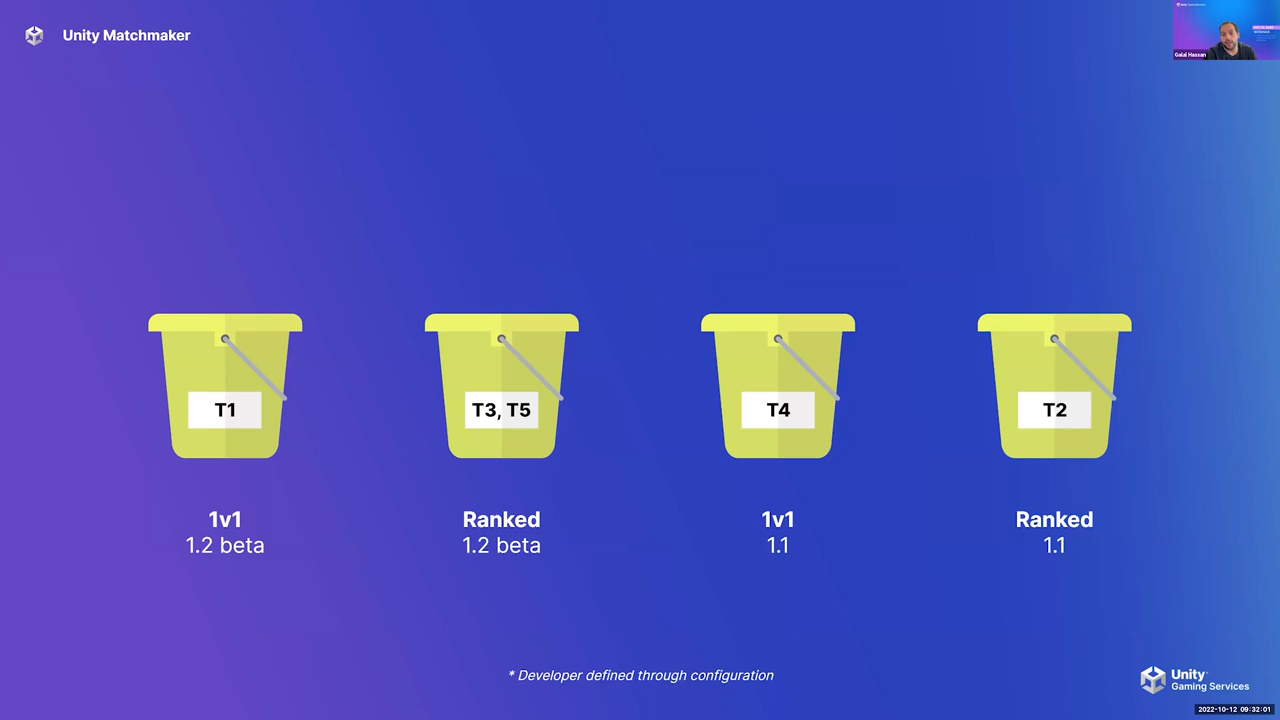 Unity Matchmaker
Galal Hassan
T1
T3, T5
T4
T2
1v1
1.2 beta
Ranked
1.2 beta
1v1
1.1
Ranked
1.1
* Developer defined through configuration
Unity
Gaming Services
2022-10-12 09:32:01